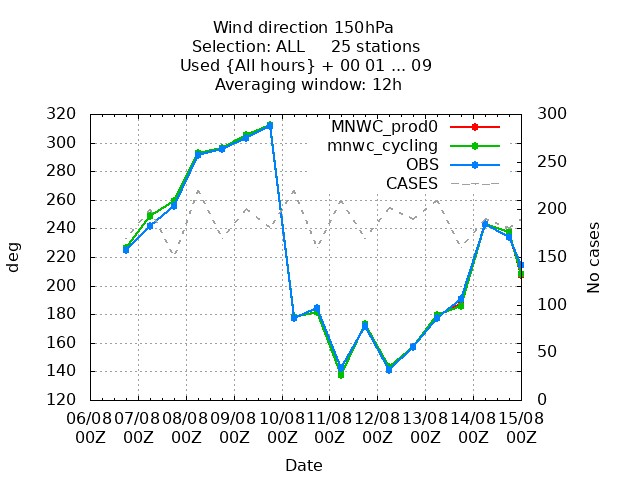 Wind direction 150hPa
Selection: ALL 25 stations
Used {All hours} + 00 01 ... 09
Averaging window: 12h
MNWC_prod0
mnwc_cycling
OBS
CASES
320
300
280
260
240
220
200
180
160
140
120
deg
300
250
200
150
100
50
0
No cases
06/08 07/08 08/08 09/08 10/08 11/08 12/08 13/08 14/08 15/08
00Z 00Z 00Z 00Z 00Z 00Z 00Z 00Z 00Z 00Z
Date